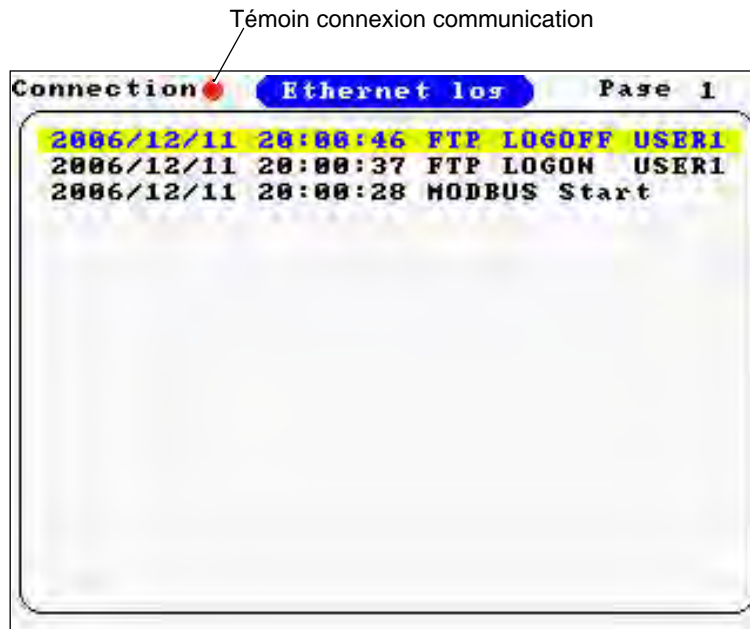 Témoin connexion communication
Connection Ethernet log Page 1
2006/12/11 20:00:46 FTP LOGOFF USER1
2006/12/11 20:00:37 FTP LOGON USER1
2006/12/11 20:00:28 MODBUS Start